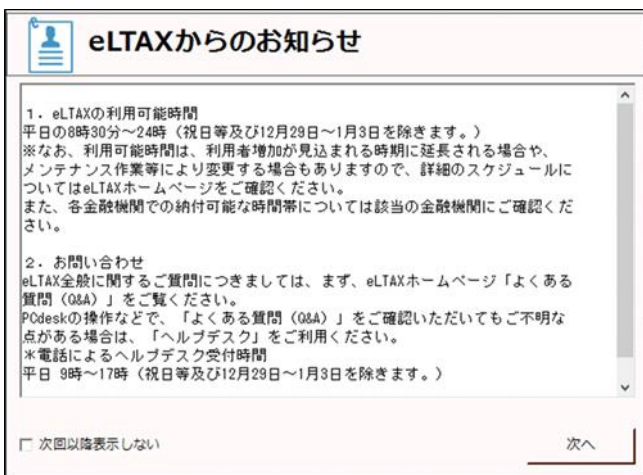 eLTAXからのお知らせ
1．eLTAXの利用可能時間
平日の8時30分～24時（祝日等及び12月29日～1月3日を除きます。）
※なお、利用可能時間は、利用者増加が見込まれる時期に延長される場合や、
メンテナンス作業等により変更する場合もありますので、詳細のスケジュールに
ついてはeLTAXホームページをご確認ください。
また、各金融機関での納付可能な時間帯については該当の金融機関にご確認くだ
さい。
2．お問い合わせ
eLTAX全般に関するご質問につきましては、まず、eLTAXホームページ「よくある
質問（Q&A）」をご覧ください。
PCdeskの操作などで、「よくある質問（Q&A）」をご確認いただいてもご不明な
点がある場合は、「ヘルプデスク」をご利用ください。
＊電話によるヘルプデスク受付時間
平日 9時～17時（祝日等及び12月29日～1月3日を除きます。）
次回以降表示しない
次へ